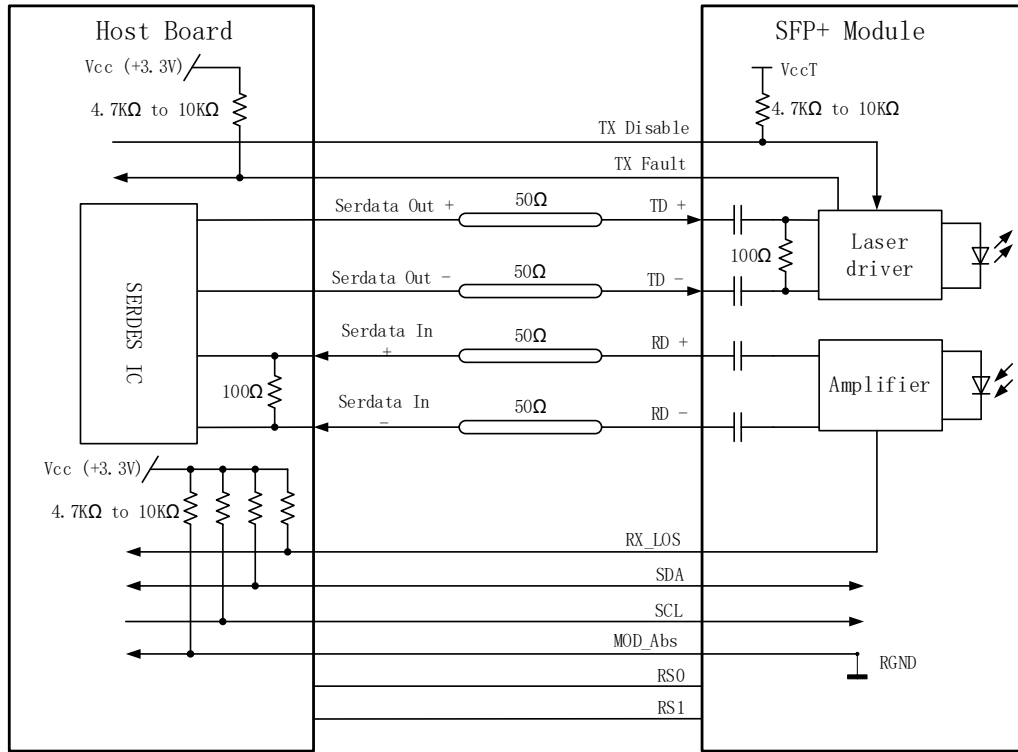 Host Board
SFP+ Module
Vcc (+3.3V)
VccT
4.7KΩ to 10KΩ
4.7KΩ to 10KΩ
TX Disable
TX Fault
Serdata Out +
50Ω
TD +
Laser
driver
100Ω
Serdata Out -
50Ω
TD -
SERDES IC
Serdata In
+
50Ω
RD +
100Ω
Amplifier
Serdata In
-
50Ω
RD -
Vcc (+3.3V)
4.7KΩ to 10KΩ
RX_LOS
SDA
SCL
MOD_Abs
RGND
RS0
RS1